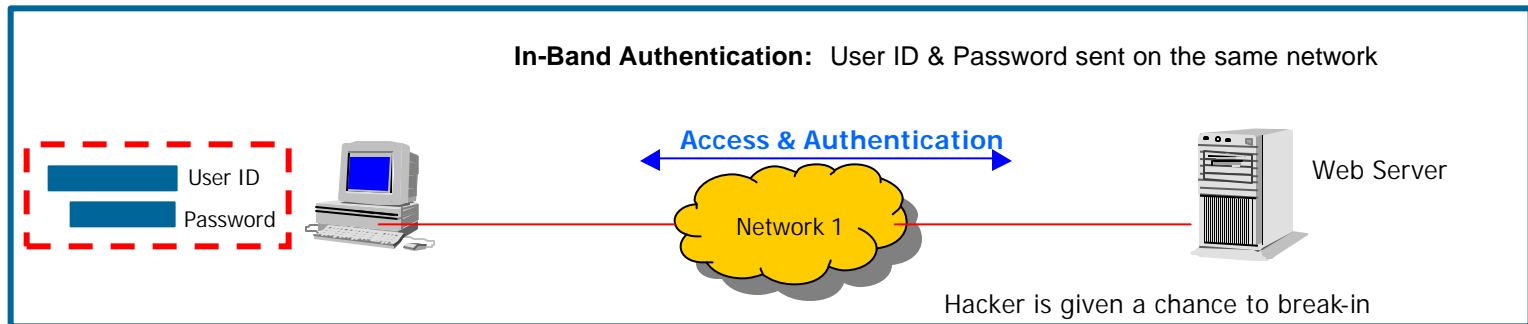 In-Band Authentication: User ID & Password sent on the same network
Access & Authentication
User ID
Password
Network 1
Web Server
Hacker is given a chance to break-in